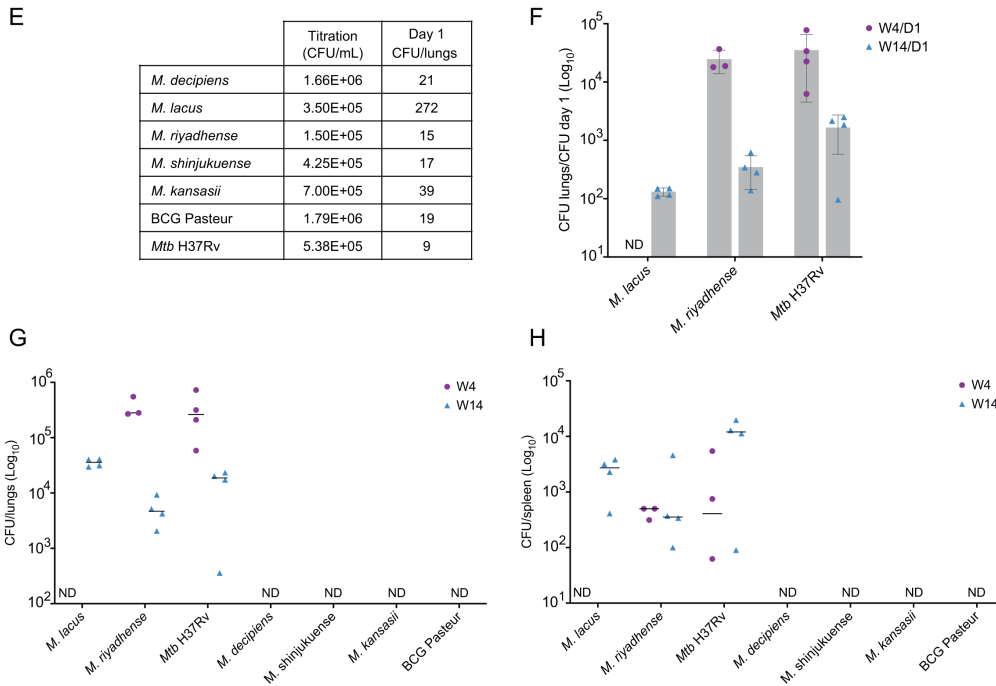 E
Titration (CFU/mL) Day 1 CFU/lungs
M. decipiens 1.66E+06 21
M. lacus 3.50E+05 272
M. riyadhense 1.50E+05 15
M. shinjukuense 4.25E+05 17
M. kansasii 7.00E+05 39
BCG Pasteur 1.79E+06 19
Mtb H37Rv 5.38E+05 9
F
CFU lungs/CFU day 1 (Log10)
10^5
10^4
10^3
10^2
10^1
W4/D1
W14/D1
ND
M. lacus
M. riyadhense
Mtb H37Rv
G
CFU/lungs (Log10)
10^6
10^5
10^4
10^3
10^2
W4
W14
ND ND ND ND ND
M. lacus
M. riyadhense
Mtb H37Rv
M. decipiens
M. shinjukuense
M. kansasii
BCG Pasteur
H
CFU/spleen (Log10)
10^5
10^4
10^3
10^2
10^1
W4
W14
ND ND ND ND ND
M. lacus
M. riyadhense
Mtb H37Rv
M. decipiens
M. shinjukuense
M. kansasii
BCG Pasteur